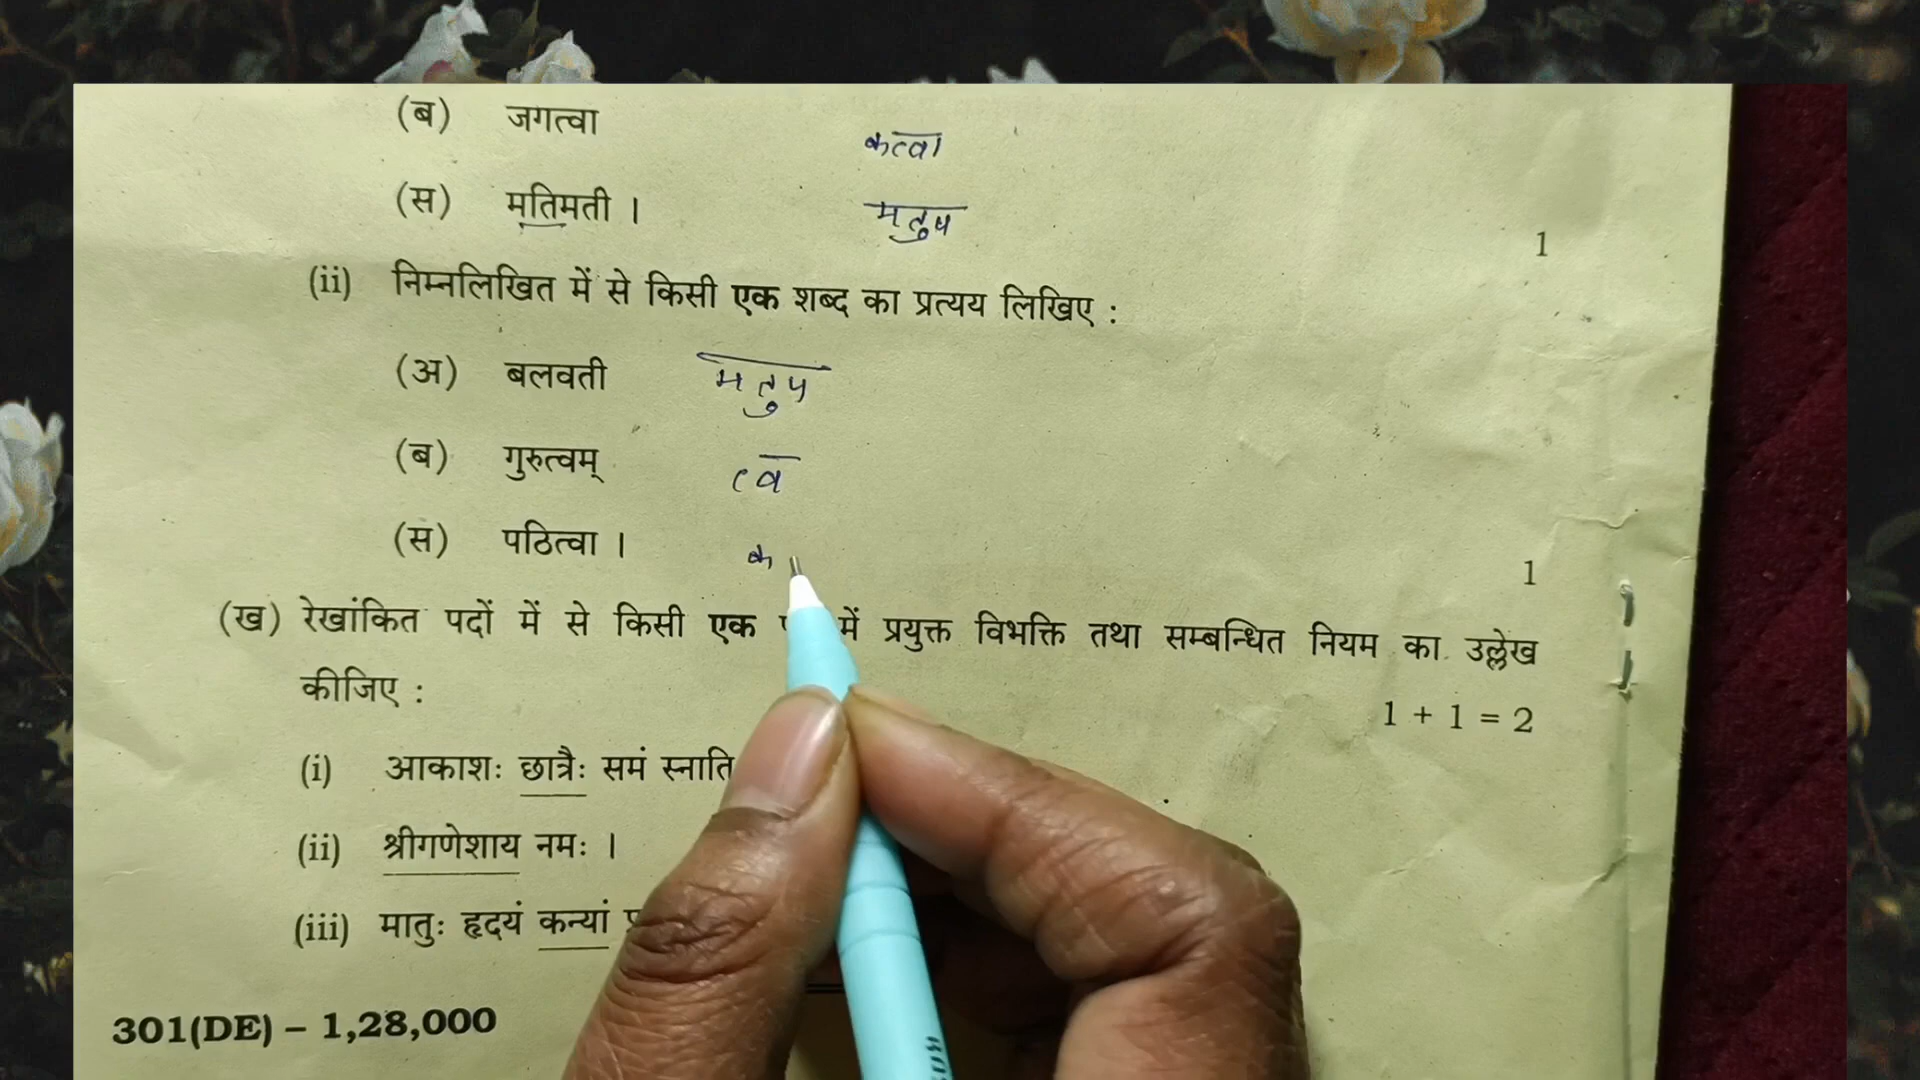 (ब) जगत्वा कत्वा
(स) मतिमती । मतुप
1
(ii) निम्नलिखित में से किसी एक शब्द का प्रत्यय लिखिए :
(अ) बलवती मतुप
(ब) गुरुत्वम् त्व
(स) पठित्वा । क
1
(ख) रेखांकित पदों में से किसी एक में प्रयुक्त विभक्ति तथा सम्बन्धित नियम का उल्लेख
कीजिए :
1 + 1 = 2
(i) आकाशः छात्रैः समं स्नाति
(ii) श्रीगणेशाय नमः ।
(iii) मातुः हृदयं कन्यां
301(DE) – 1,28,000